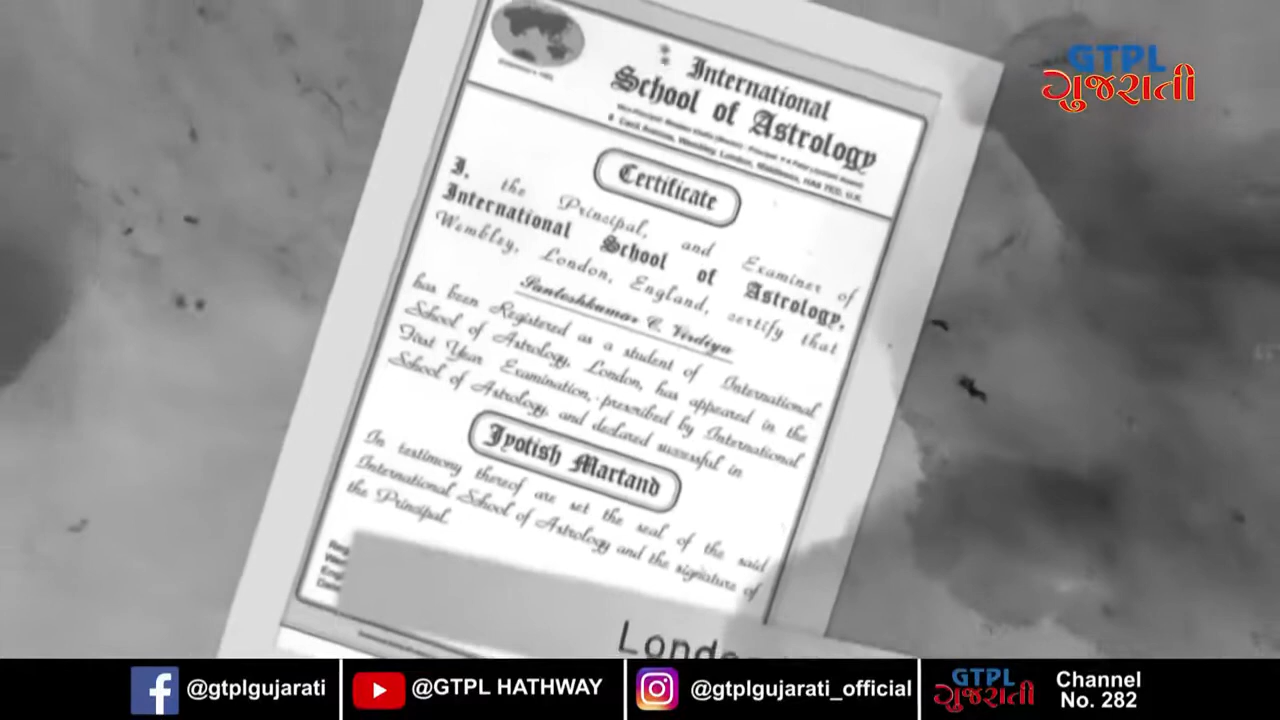 GTPL
ગુજરાતી
International
School of Astrology
Certificate
I, the Principal, and Examiner of
International School of Astrology,
Wembley, London, England, certify that
Santeshkumar C. Virdiya
has been Registered as a student of International
School of Astrology, London, has appeared in the
First Year Examination, prescribed by International
School of Astrology, and declared successful in
Jyotish Martand
In testimony thereof are set the seal of the said
International School of Astrology and the signature of
the Principal.
@gtplgujarati
@GTPL HATHWAY
@gtplgujarati_official
GTPL
ગુજરાતી
Channel
No. 282